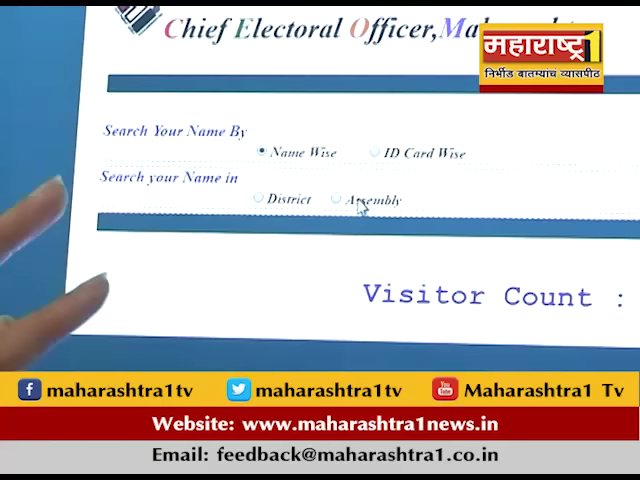 Chief Electoral Officer,Ma
महाराष्ट्र1
निर्भीड बातम्यांचं व्यासपीठ
Search Your Name By
Name Wise ID Card Wise
Search your Name in
District Assembly
Visitor Count :
maharashtra1tv maharashtra1tv Maharashtra1 Tv
Website: www.maharashtra1news.in
Email: feedback@maharashtra1.co.in